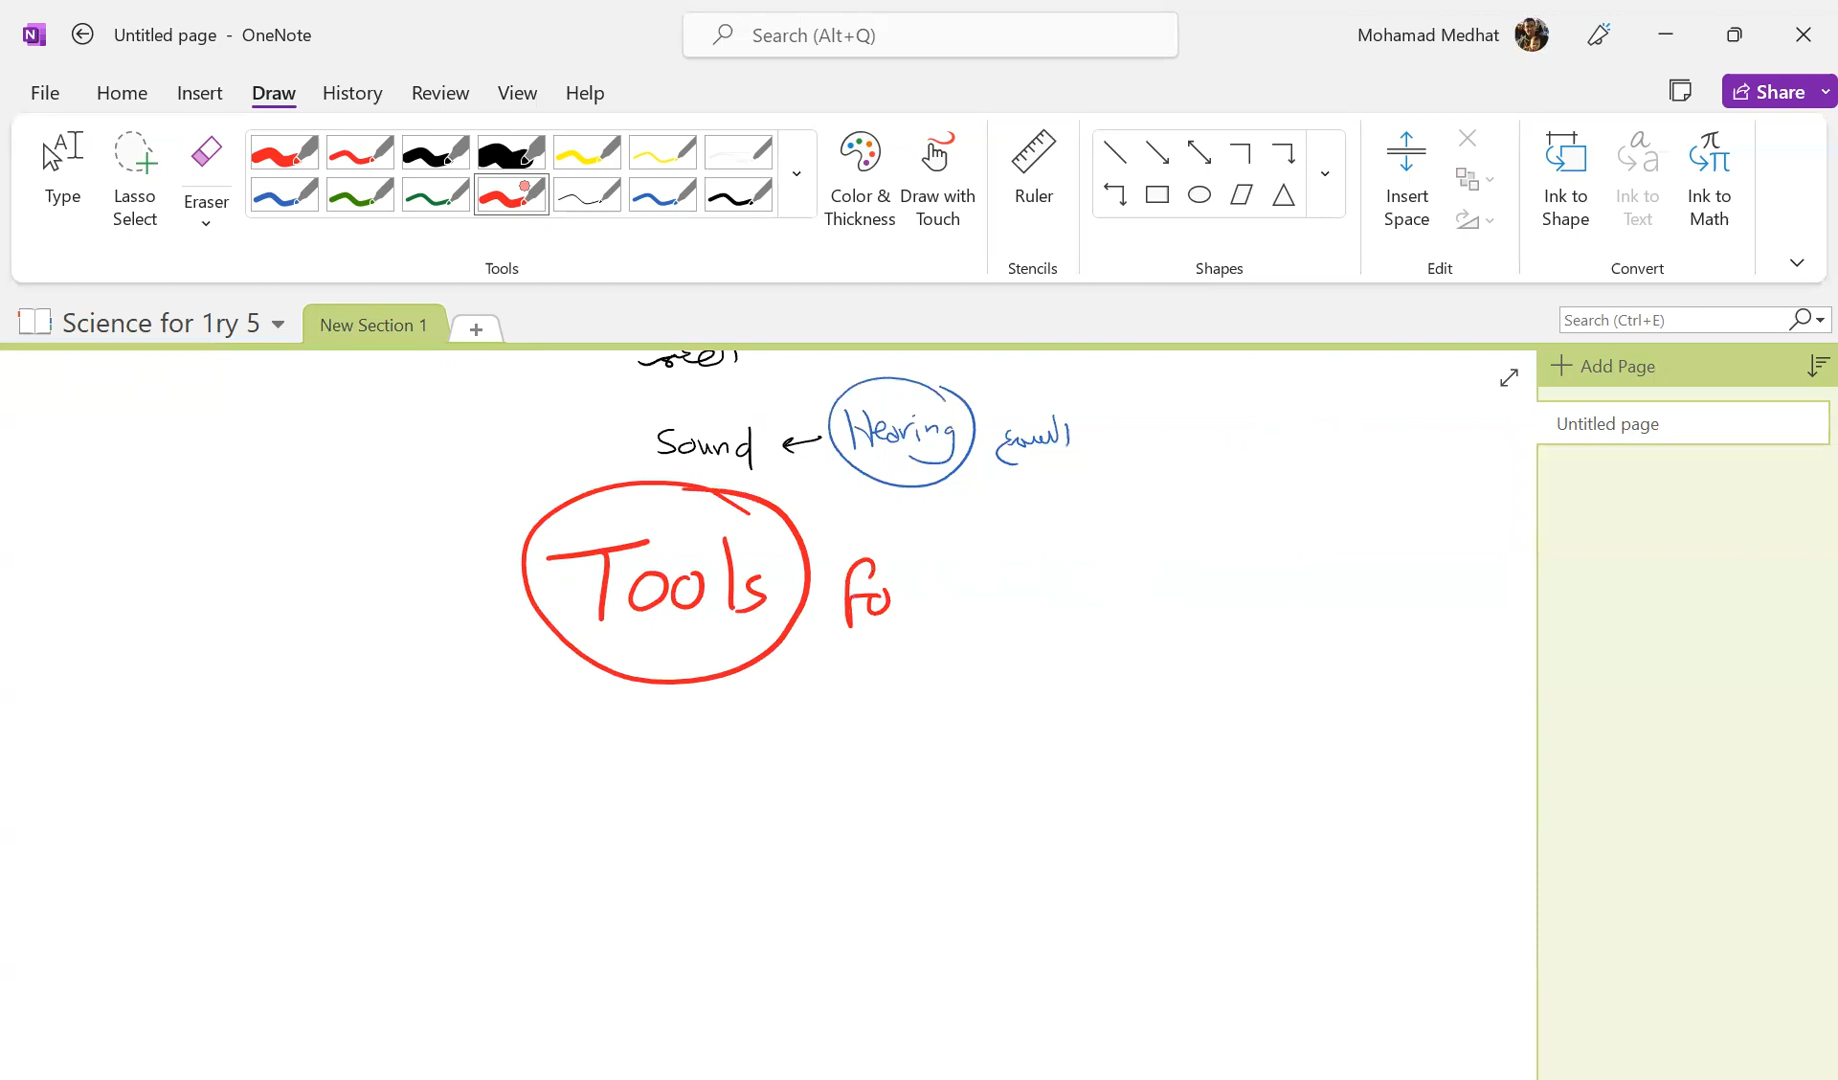 Untitled page - OneNote
Search (Alt+Q)
Mohamad Medhat
File Home Insert Draw History Review View Help
Share
Type
Lasso Select
Eraser
Color & Thickness
Draw with Touch
Ruler
Insert Space
Ink to Shape
Ink to Text
Ink to Math
Tools Stencils Shapes Edit Convert
Science for 1ry 5
New Section 1
Search (Ctrl+E)
Add Page
Untitled page
Sound ← Hearing
Tools fo